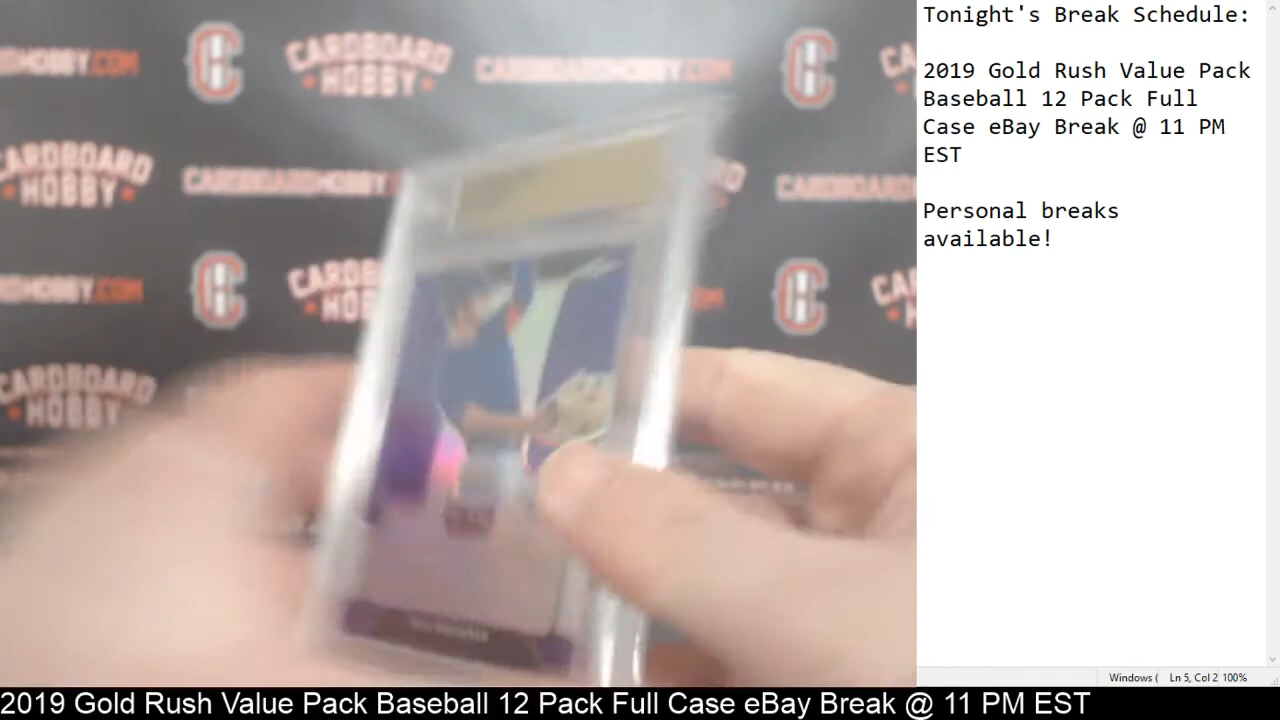 CARDBOARD HOBBY
CARDBOARDHOBBY.COM
C
Tonight's Break Schedule:
2019 Gold Rush Value Pack
Baseball 12 Pack Full
Case eBay Break @ 11 PM
EST
Personal breaks
available!
Windows (
Ln 5, Col 2
100%
2019 Gold Rush Value Pack Baseball 12 Pack Full Case eBay Break @ 11 PM EST